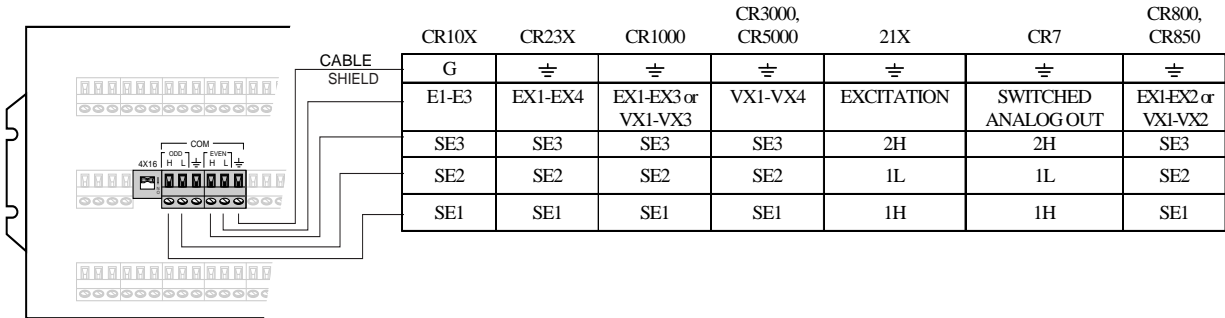 CR10X CR23X CR1000 CR3000, CR5000 21X CR7 CR800, CR850
CABLE SHIELD G ⏚ ⏚ ⏚ ⏚ ⏚ ⏚
E1-E3 EX1-EX4 EX1-EX3 or VX1-VX3 VX1-VX4 EXCITATION SWITCHED ANALOG OUT EX1-EX2 or VX1-VX2
SE3 SE3 SE3 SE3 2H 2H SE3
SE2 SE2 SE2 SE2 1L 1L SE2
SE1 SE1 SE1 SE1 1H 1H SE1
COM
ODD EVEN
4X16 H L ⏚ H L ⏚